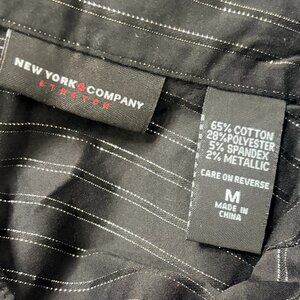 NEW YORK & COMPANY
STRETCH
65% COTTON
28% POLYESTER
5% SPANDEX
2% METALLIC
CARE ON REVERSE
M
MADE IN
CHINA